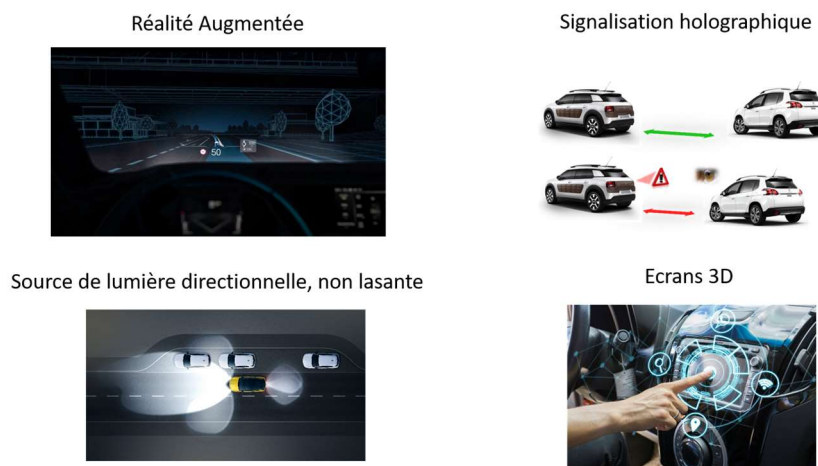 Réalité Augmentée
Signalisation holographique
50
Source de lumière directionnelle, non lasante
Ecrans 3D